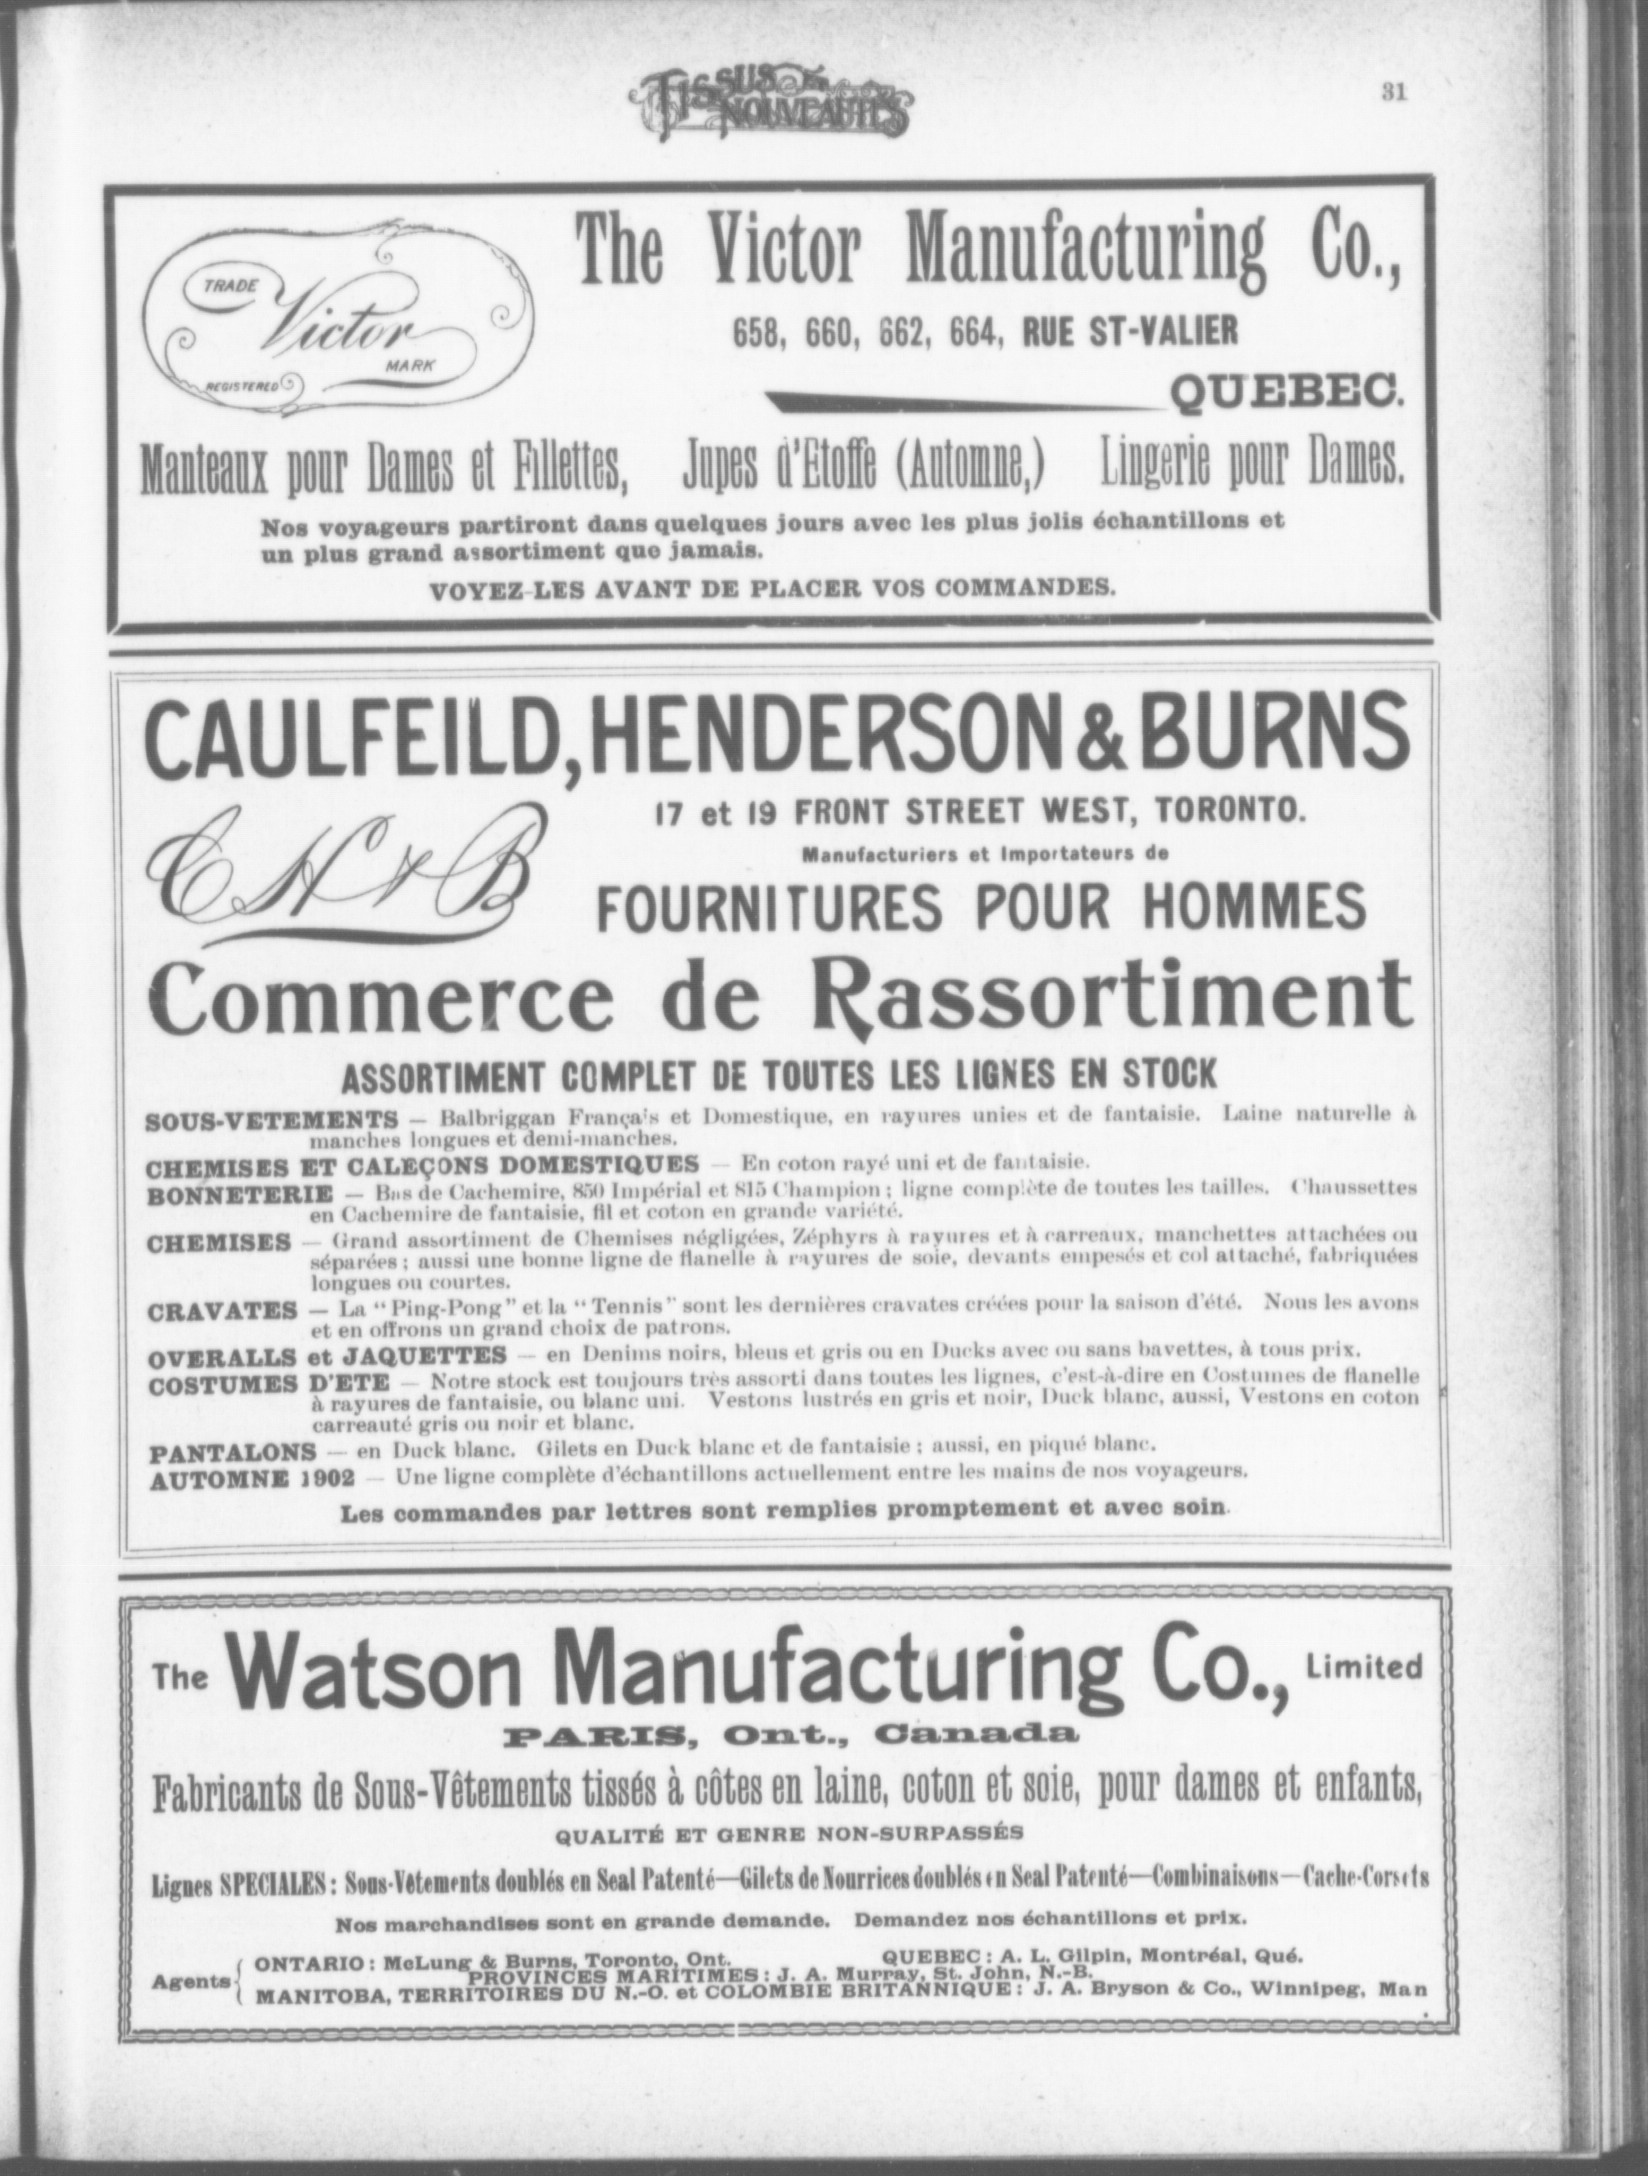 TISSUS ET NOUVEAUTÉS
31
TRADE
Victor
MARK
REGISTERED
The Victor Manufacturing Co.,
658, 660, 662, 664, RUE ST-VALIER
QUEBEC.
Manteaux pour Dames et Fillettes, Jupes d'Etoffe (Automne,) Lingerie pour Dames.
Nos voyageurs partiront dans quelques jours avec les plus jolis échantillons et
un plus grand assortiment que jamais.
VOYEZ-LES AVANT DE PLACER VOS COMMANDES.
CAULFEILD, HENDERSON & BURNS
C H & B
17 et 19 FRONT STREET WEST, TORONTO.
Manufacturiers et Importateurs de
FOURNITURES POUR HOMMES
Commerce de Rassortiment
ASSORTIMENT COMPLET DE TOUTES LES LIGNES EN STOCK
SOUS-VETEMENTS — Balbriggan Français et Domestique, en rayures unies et de fantaisie. Laine naturelle à
manches longues et demi-manches.
CHEMISES ET CALEÇONS DOMESTIQUES — En coton rayé uni et de fantaisie.
BONNETERIE — Bas de Cachemire, 850 Impérial et 815 Champion ; ligne complète de toutes les tailles. Chaussettes
en Cachemire de fantaisie, fil et coton en grande variété.
CHEMISES — Grand assortiment de Chemises négligées, Zéphyrs à rayures et à carreaux, manchettes attachées ou
séparées ; aussi une bonne ligne de flanelle à rayures de soie, devants empesés et col attaché, fabriquées
longues ou courtes.
CRAVATES — La "Ping-Pong" et la "Tennis" sont les dernières cravates créées pour la saison d'été. Nous les avons
et en offrons un grand choix de patrons.
OVERALLS et JAQUETTES — en Denims noirs, bleus et gris ou en Ducks avec ou sans bavettes, à tous prix.
COSTUMES D'ETE — Notre stock est toujours très assorti dans toutes les lignes, c'est-à-dire en Costumes de flanelle
à rayures de fantaisie, ou blanc uni. Vestons lustrés en gris et noir, Duck blanc, aussi, Vestons en coton
carreauté gris ou noir et blanc.
PANTALONS — en Duck blanc. Gilets en Duck blanc et de fantaisie ; aussi, en piqué blanc.
AUTOMNE 1902 — Une ligne complète d'échantillons actuellement entre les mains de nos voyageurs.
Les commandes par lettres sont remplies promptement et avec soin.
The Watson Manufacturing Co., Limited
PARIS, Ont., Canada
Fabricants de Sous-Vêtements tissés à côtes en laine, coton et soie, pour dames et enfants,
QUALITÉ ET GENRE NON-SURPASSÉS
Lignes SPECIALES : Sous-Vêtements doublés en Seal Patenté—Gilets de Nourrices doublés en Seal Patenté—Combinaisons—Cache-Corsets
Nos marchandises sont en grande demande. Demandez nos échantillons et prix.
ONTARIO : McLung & Burns, Toronto, Ont. QUEBEC : A. L. Gilpin, Montréal, Qué.
Agents PROVINCES MARITIMES : J. A. Murray, St. John, N.-B.
MANITOBA, TERRITOIRES DU N.-O. et COLOMBIE BRITANNIQUE : J. A. Bryson & Co., Winnipeg, Man